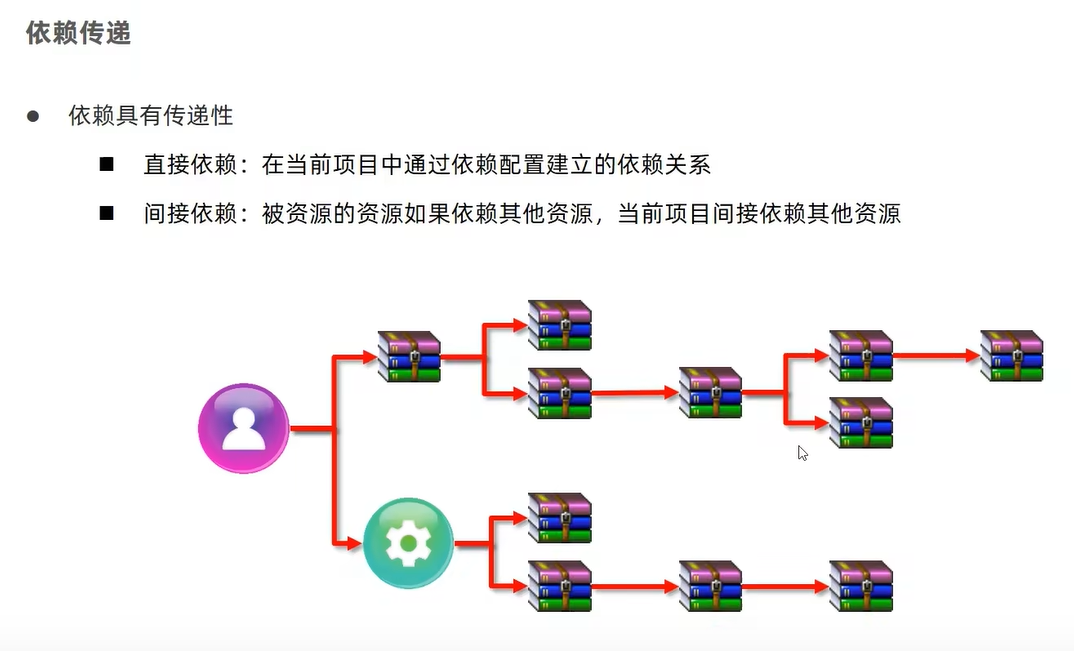 依赖传递
● 依赖具有传递性
■ 直接依赖：在当前项目中通过依赖配置建立的依赖关系
■ 间接依赖：被资源的资源如果依赖其他资源，当前项目间接依赖其他资源